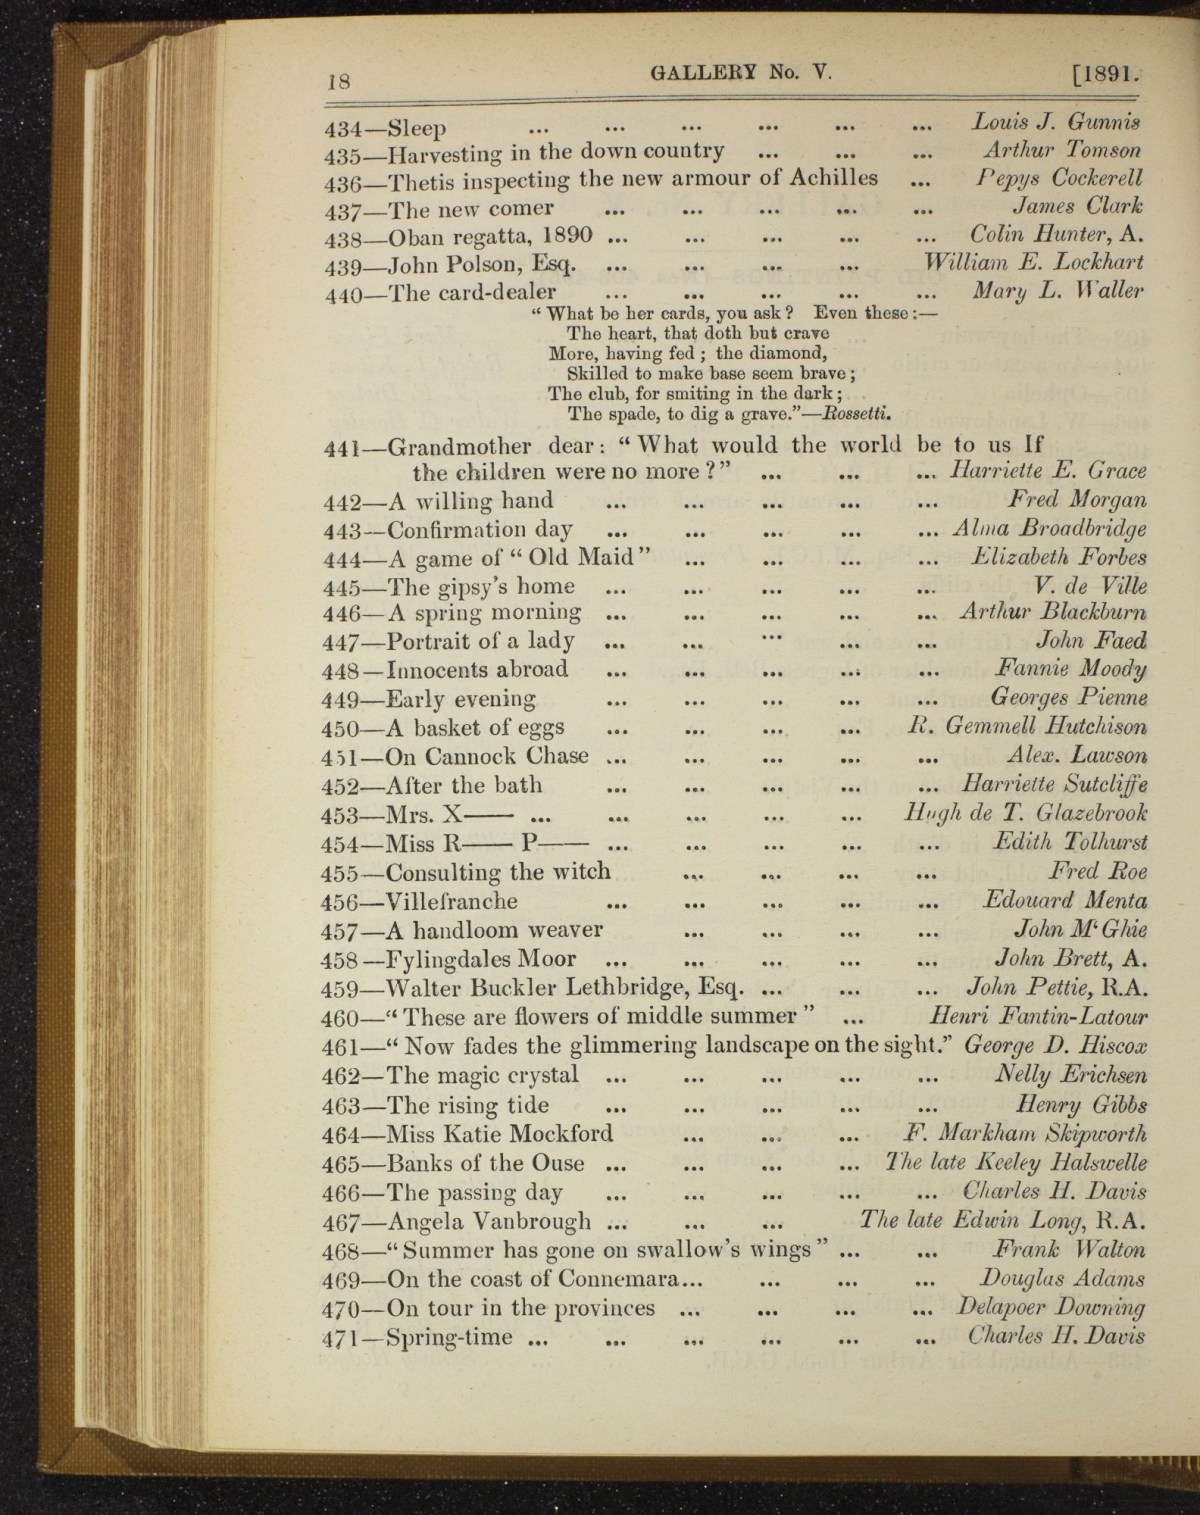 18 GALLERY No. V. [1891.
434—Sleep ... ... ... ... ... ... Louis J. Gunnis
435—Harvesting in the down country ... ... ... Arthur Tomson
436—Thetis inspecting the new armour of Achilles ... Pepys Cockerell
437—The new comer ... ... ... ... ... James Clark
438—Oban regatta, 1890 ... ... ... ... ... Colin Hunter, A.
439—John Polson, Esq. ... ... ... ... William E. Lockhart
440—The card-dealer ... ... ... ... ... Mary L. Waller
“ What be her cards, you ask ? Even these :—
The heart, that doth but crave
More, having fed ; the diamond,
Skilled to make base seem brave ;
The club, for smiting in the dark ;
The spade, to dig a grave.”—Rossetti.
441—Grandmother dear: “ What would the world be to us If
the children were no more ? ” ... ... ... Harriette E. Grace
442—A willing hand ... ... ... ... ... Fred Morgan
443—Confirmation day ... ... ... ... ... Alma Broadbridge
444—A game of “ Old Maid ” ... ... ... ... Elizabeth Forbes
445—The gipsy’s home ... ... ... ... ... V. de Ville
446—A spring morning ... ... ... ... ... Arthur Blackburn
447—Portrait of a lady ... ... ... ... ... John Faed
448—Innocents abroad ... ... ... ... ... Fannie Moody
449—Early evening ... ... ... ... ... Georges Pienne
450—A basket of eggs ... ... ... ... R. Gemmell Hutchison
451—On Cannock Chase ... ... ... ... ... Alex. Lawson
452—After the bath ... ... ... ... ... Harriette Sutcliffe
453—Mrs. X—— ... ... ... ... ... Hugh de T. Glazebrook
454—Miss R—— P—— ... ... ... ... ... Edith Tolhurst
455—Consulting the witch ... ... ... ... Fred Roe
456—Villefranche ... ... ... ... ... Edouard Menta
457—A handloom weaver ... ... ... ... John M‘Ghie
458—Fylingdales Moor ... ... ... ... ... John Brett, A.
459—Walter Buckler Lethbridge, Esq. ... ... ... John Pettie, R.A.
460—“ These are flowers of middle summer ” ... Henri Fantin-Latour
461—“ Now fades the glimmering landscape on the sight.” George D. Hiscox
462—The magic crystal ... ... ... ... ... Nelly Erichsen
463—The rising tide ... ... ... ... ... Henry Gibbs
464—Miss Katie Mockford ... ... ... F. Markham Skipworth
465—Banks of the Ouse ... ... ... ... The late Keeley Halswelle
466—The passing day ... ... ... ... ... Charles H. Davis
467—Angela Vanbrough ... ... ... The late Edwin Long, R.A.
468—“ Summer has gone on swallow’s wings ” ... ... Frank Walton
469—On the coast of Connemara... ... ... ... Douglas Adams
470—On tour in the provinces ... ... ... ... Delapoer Downing
471—Spring-time ... ... ... ... ... ... Charles H. Davis